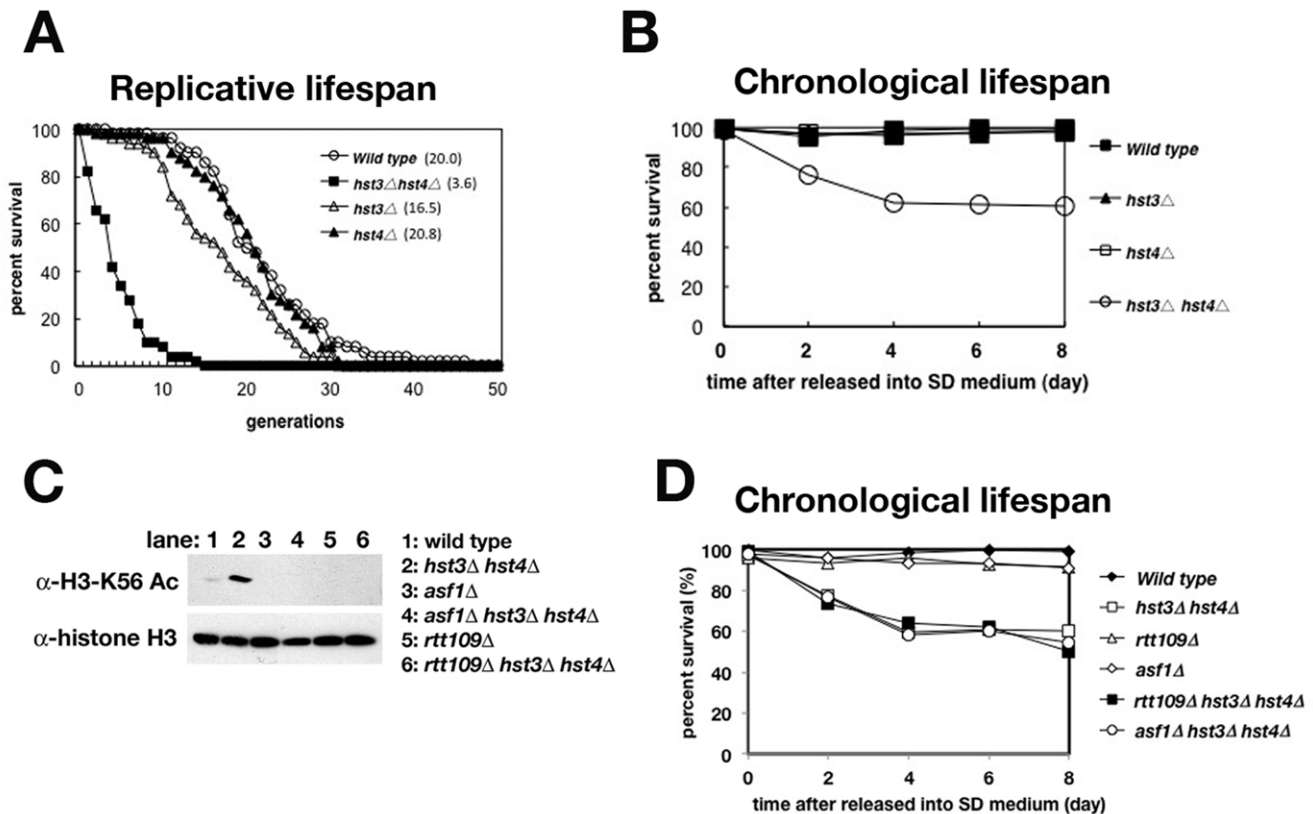 A
Replicative lifespan
percent survival
100
80
60
40
20
0
0 10 20 30 40 50
generations
Wild type (20.0)
hst3△hst4△ (3.6)
hst3△ (16.5)
hst4△ (20.8)
B
Chronological lifespan
percent survival
100
80
60
40
20
0
0 2 4 6 8
time after released into SD medium (day)
Wild type
hst3△
hst4△
hst3△ hst4△
C
lane: 1 2 3 4 5 6
α-H3-K56 Ac
α-histone H3
1: wild type
2: hst3Δ hst4Δ
3: asf1Δ
4: asf1Δ hst3Δ hst4Δ
5: rtt109Δ
6: rtt109Δ hst3Δ hst4Δ
D
Chronological lifespan
percent survival (%)
100
80
60
40
20
0
0 2 4 6 8
time after released into SD medium (day)
Wild type
hst3Δ hst4Δ
rtt109Δ
asf1Δ
rtt109Δ hst3Δ hst4Δ
asf1Δ hst3Δ hst4Δ